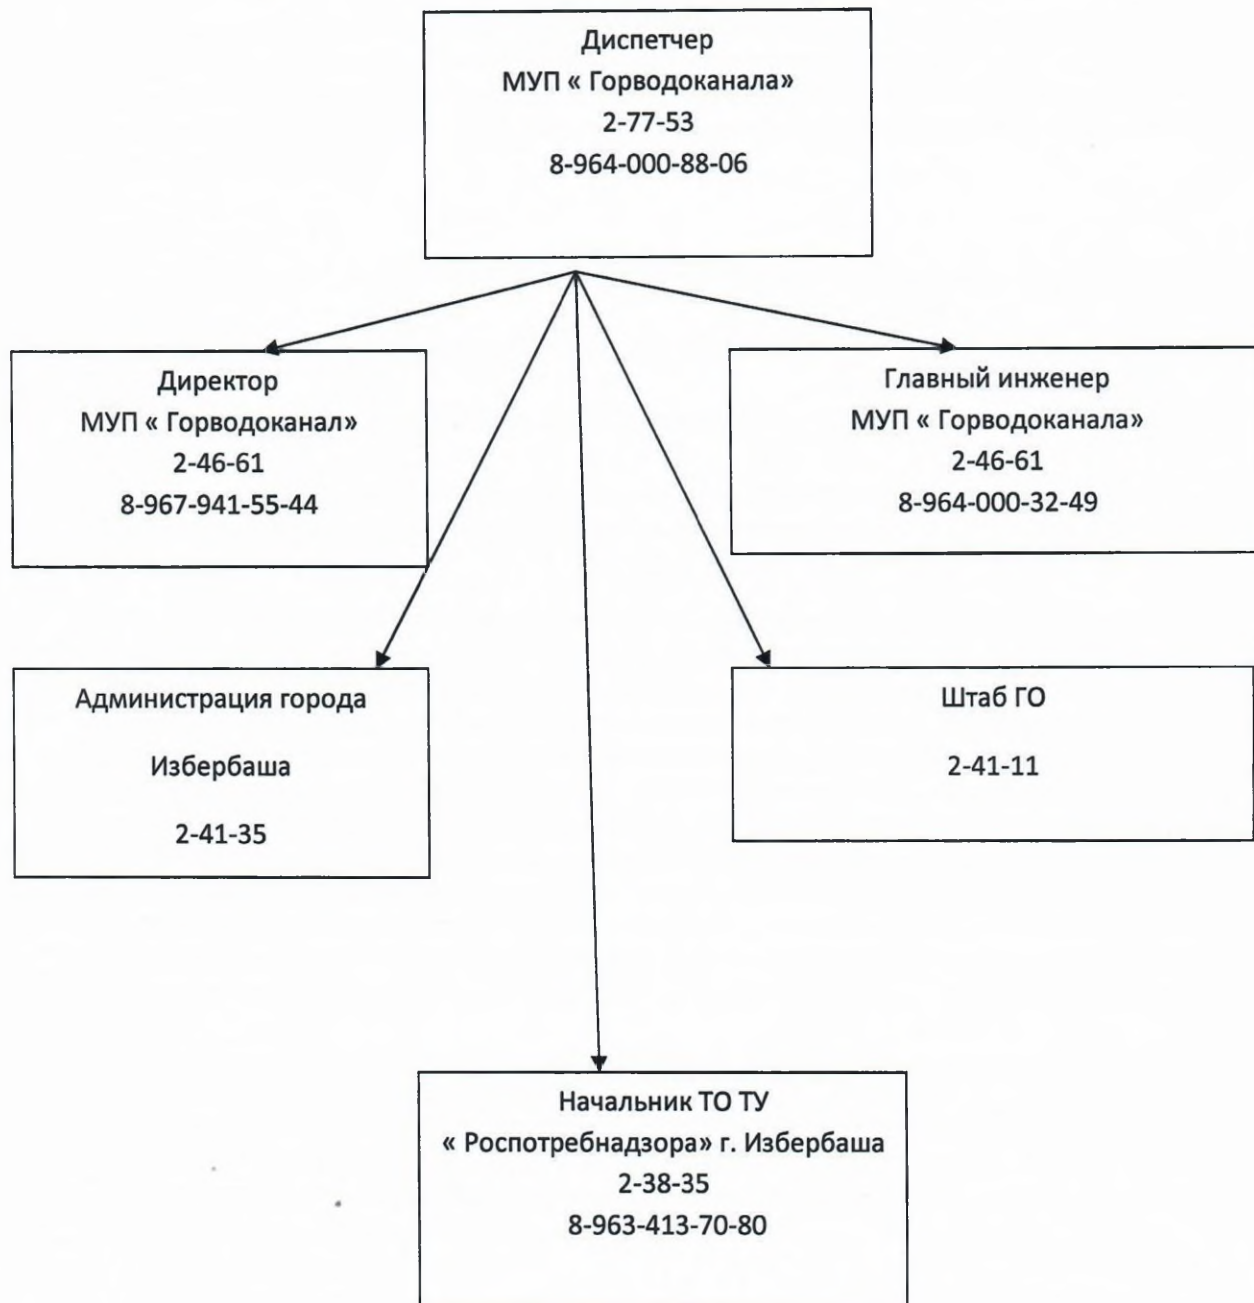 Диспетчер
МУП « Горводоканала»
2-77-53
8-964-000-88-06
Директор
МУП « Горводоканал»
2-46-61
8-967-941-55-44
Главный инженер
МУП « Горводоканала»
2-46-61
8-964-000-32-49
Администрация города
Избербаша
2-41-35
Штаб ГО
2-41-11
Начальник ТО ТУ
« Роспотребнадзора» г. Избербаша
2-38-35
8-963-413-70-80